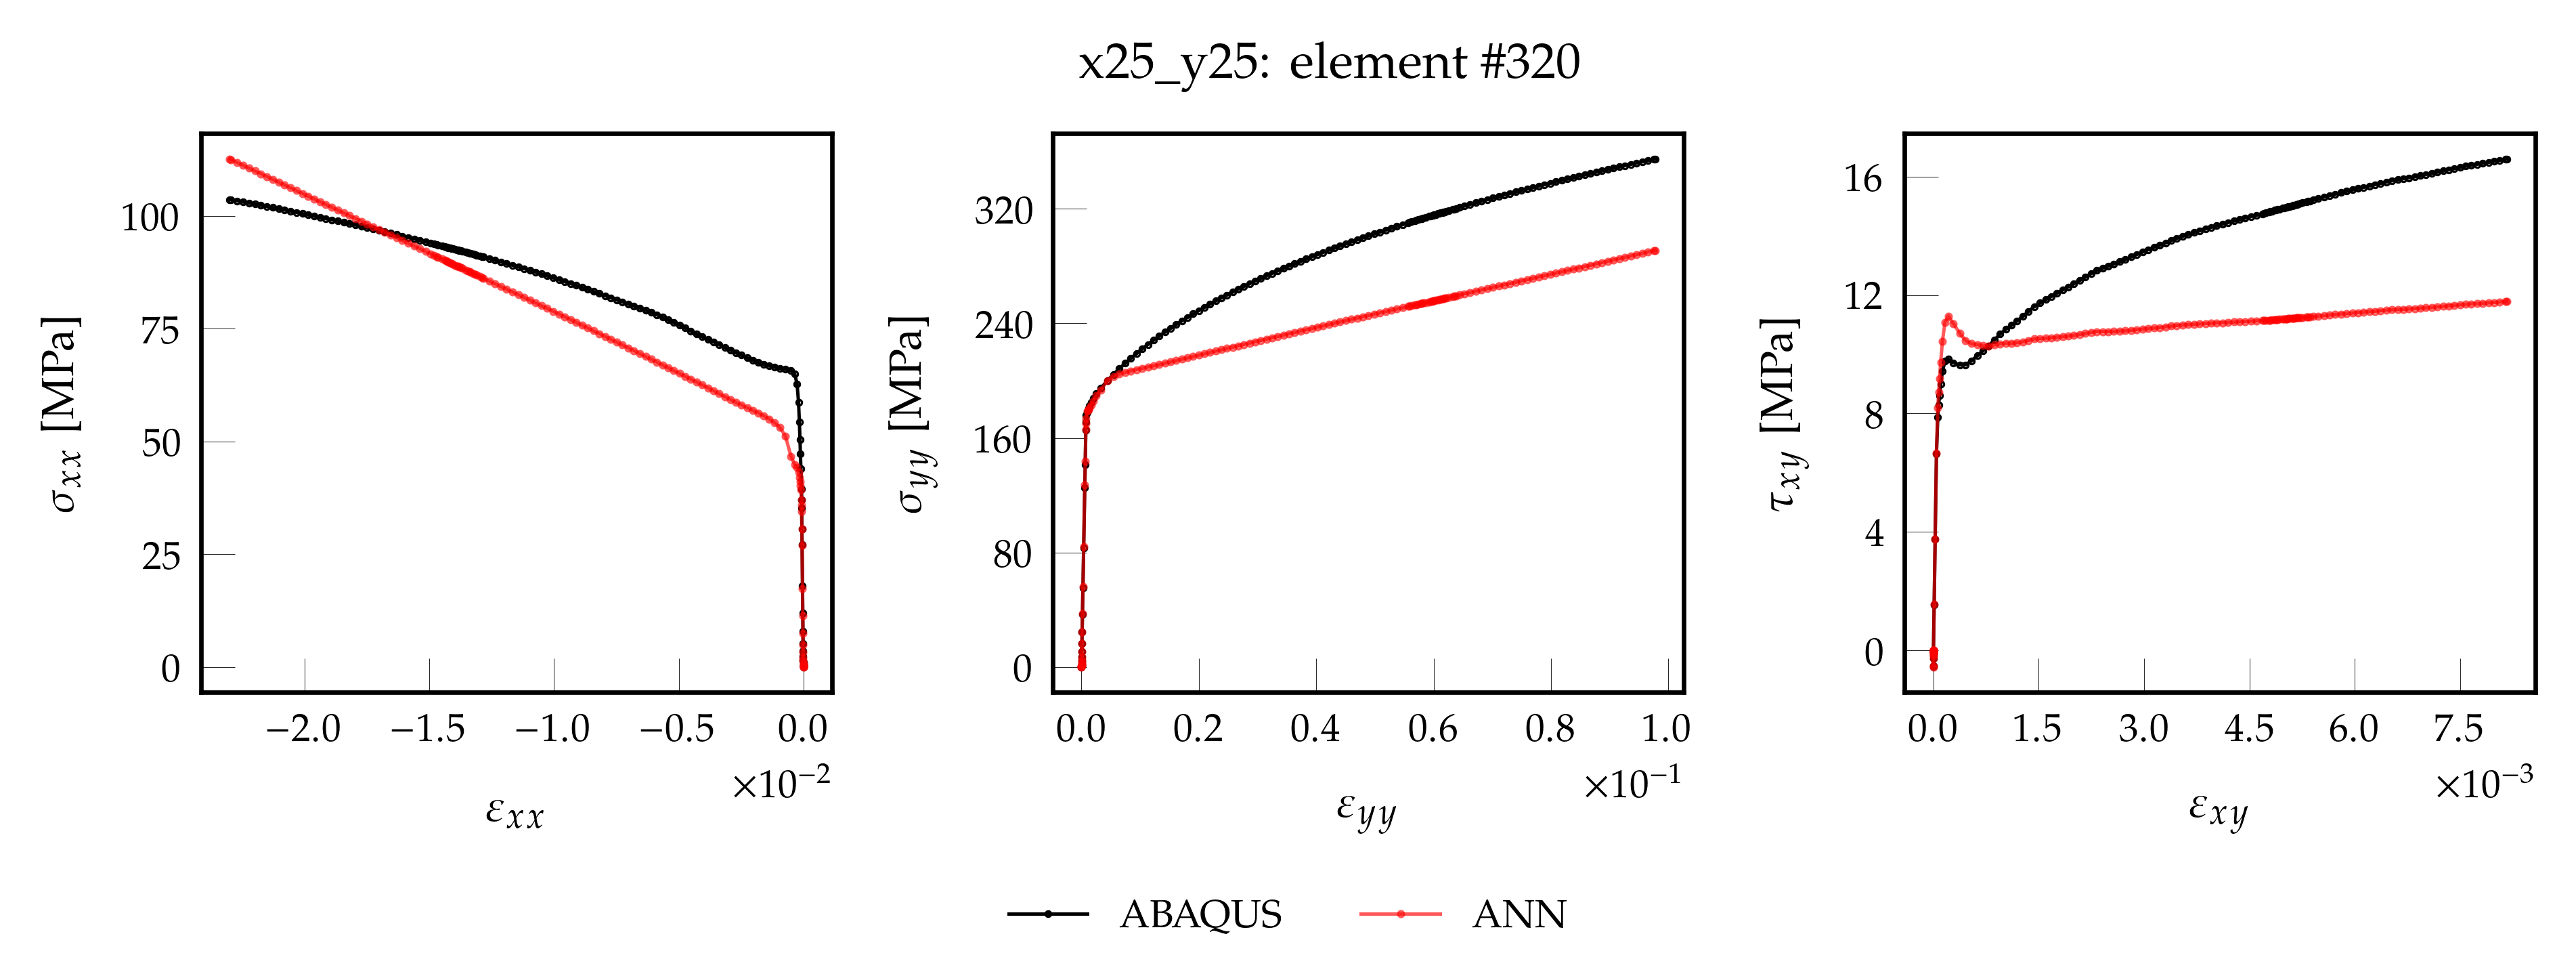 x25_y25: element #320
σxx [MPa]
100
75
50
25
0
−2.0 −1.5 −1.0 −0.5 0.0
×10−2
εxx
σyy [MPa]
320
240
160
80
0
0.0 0.2 0.4 0.6 0.8 1.0
×10−1
εyy
τxy [MPa]
16
12
8
4
0
0.0 1.5 3.0 4.5 6.0 7.5
×10−3
εxy
ABAQUS ANN